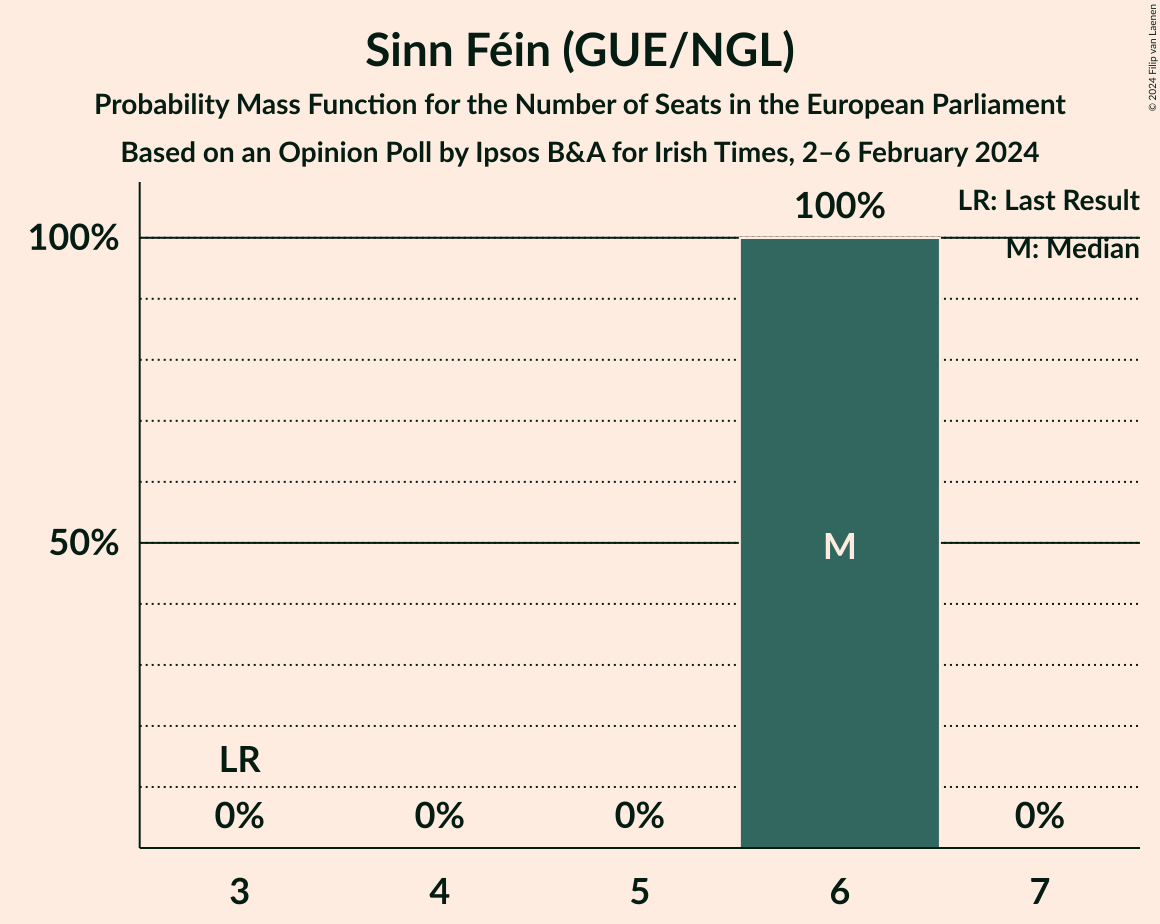 Sinn Féin (GUE/NGL)
Probability Mass Function for the Number of Seats in the European Parliament
Based on an Opinion Poll by Ipsos B&A for Irish Times, 2–6 February 2024
© 2024 Filip van Laenen
LR: Last Result
M: Median
100%
100%
50%
M
LR
0%
0%
0%
0%
3
4
5
6
7